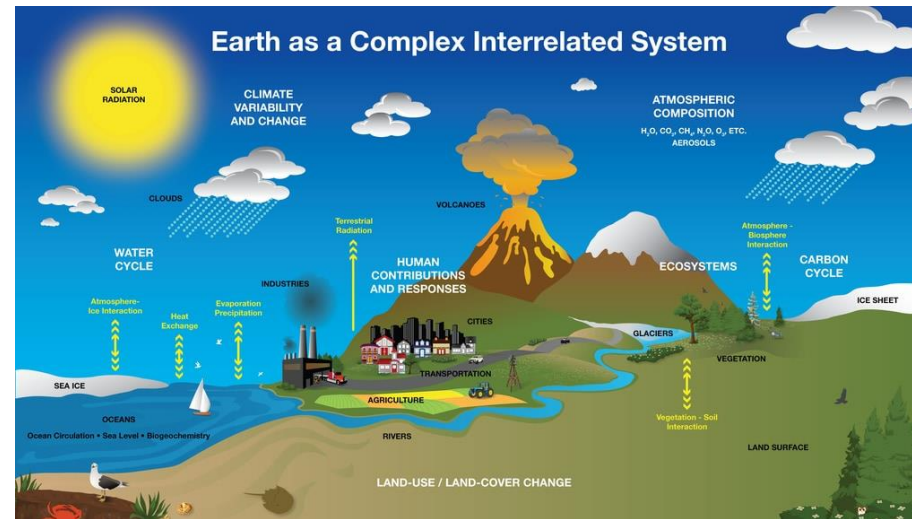 Earth as a Complex Interrelated System
SOLAR
RADIATION
CLIMATE
VARIABILITY
AND CHANGE
ATMOSPHERIC
COMPOSITION
H₂O, CO₂, CH₄, N₂O, O₃, ETC.
AEROSOLS
CLOUDS
VOLCANOES
Terrestrial
Radiation
Atmosphere -
Biosphere
Interaction
WATER
CYCLE
HUMAN
CONTRIBUTIONS
AND RESPONSES
ECOSYSTEMS
CARBON
CYCLE
INDUSTRIES
Atmosphere-
Ice Interaction
Heat
Exchange
Evaporation
Precipitation
ICE SHEET
CITIES
GLACIERS
VEGETATION
TRANSPORTATION
SEA ICE
AGRICULTURE
OCEANS
Ocean Circulation • Sea Level • Biogeochemistry
RIVERS
Vegetation - Soil
Interaction
LAND SURFACE
LAND-USE / LAND-COVER CHANGE